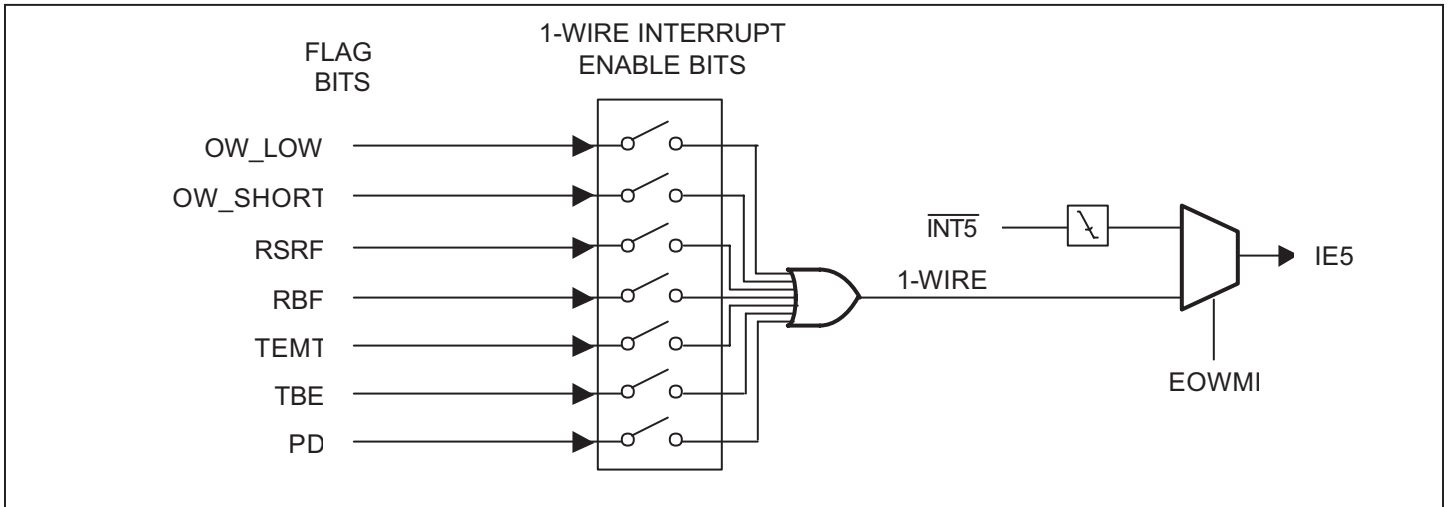 FLAG
BITS
1-WIRE INTERRUPT
ENABLE BITS
OW_LOW
OW_SHORT
RSRF
RBF
TEMT
TBE
PD
INT5
1-WIRE
IE5
EOWMI